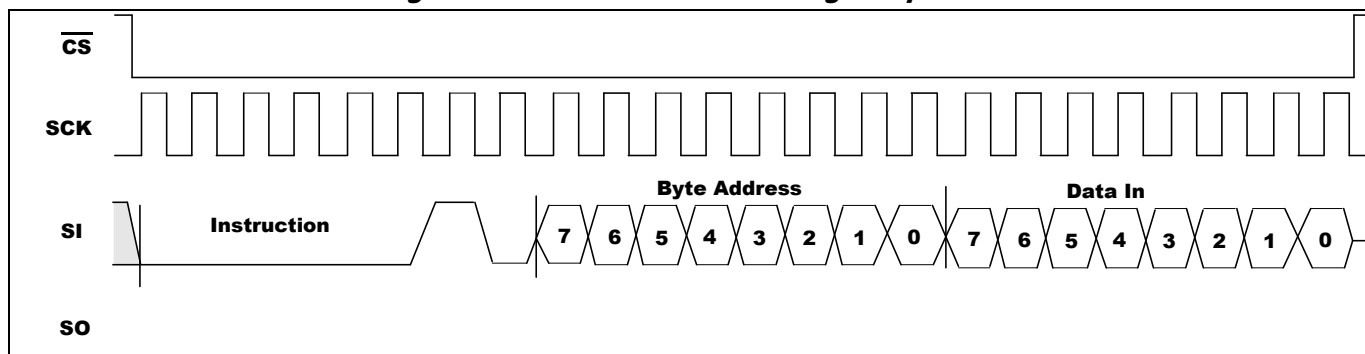 CS
SCK
Byte Address
Data In
SI
Instruction
7 6 5 4 3 2 1 0 7 6 5 4 3 2 1 0
SO